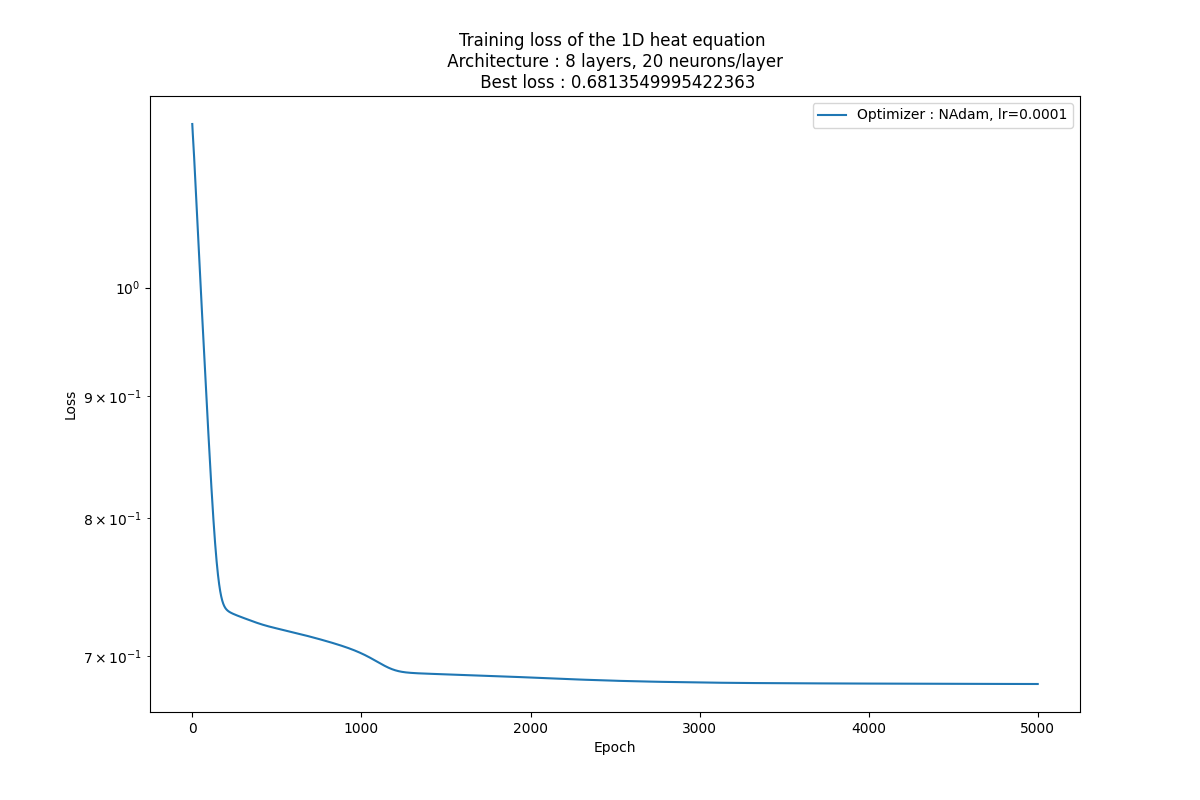 Training loss of the 1D heat equation
Architecture : 8 layers, 20 neurons/layer
Best loss : 0.6813549995422363
Optimizer : NAdam, lr=0.0001
10⁰
9 × 10⁻¹
8 × 10⁻¹
7 × 10⁻¹
Loss
0 1000 2000 3000 4000 5000
Epoch